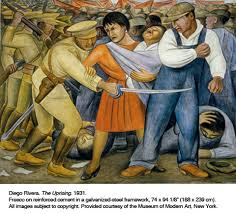 Diego Rivera. The Uprising. 1931.
Fresco on reinforced cement in a galvanized-steel framework, 74 x 94 1/8" (188 x 239 cm).
All images subject to copyright. Provided courtesy of the Museum of Modern Art, New York.